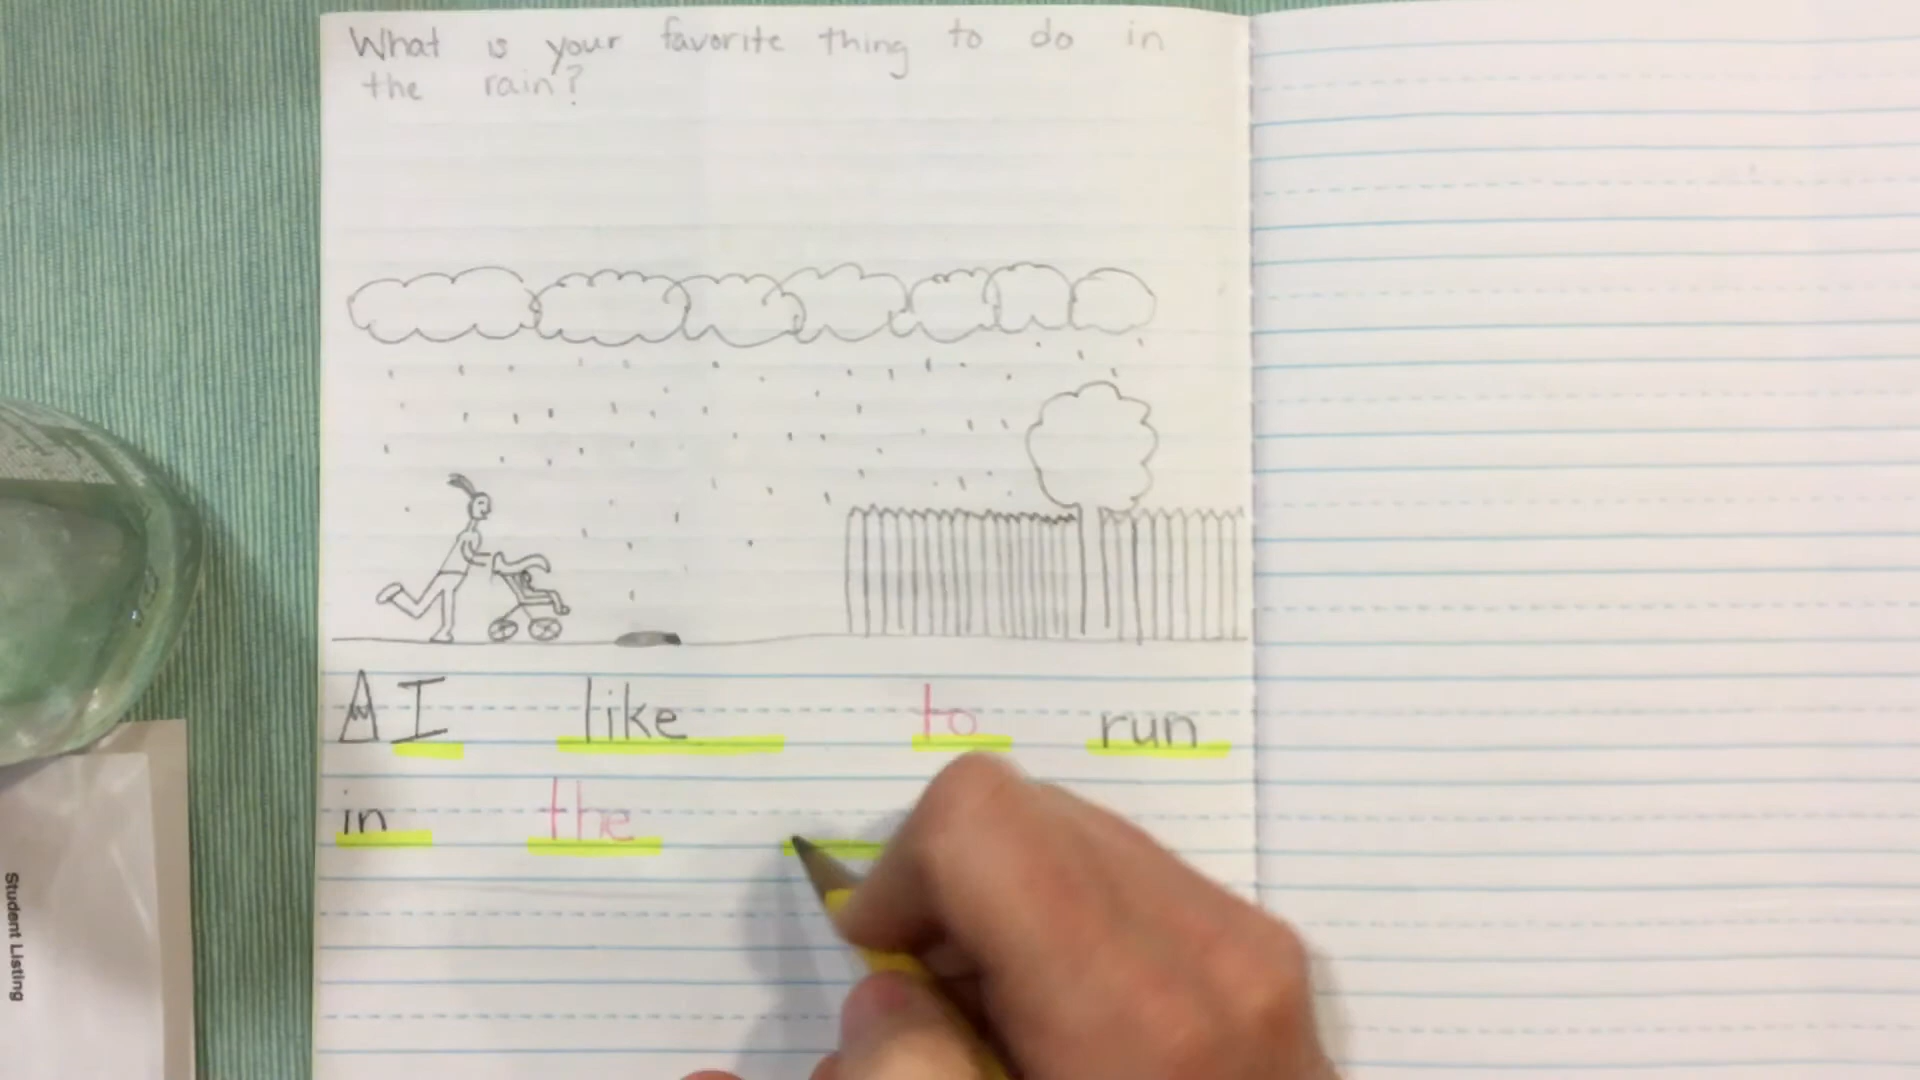 What is your favorite thing to do in
the rain?
A I like to run
in the
Student Listing